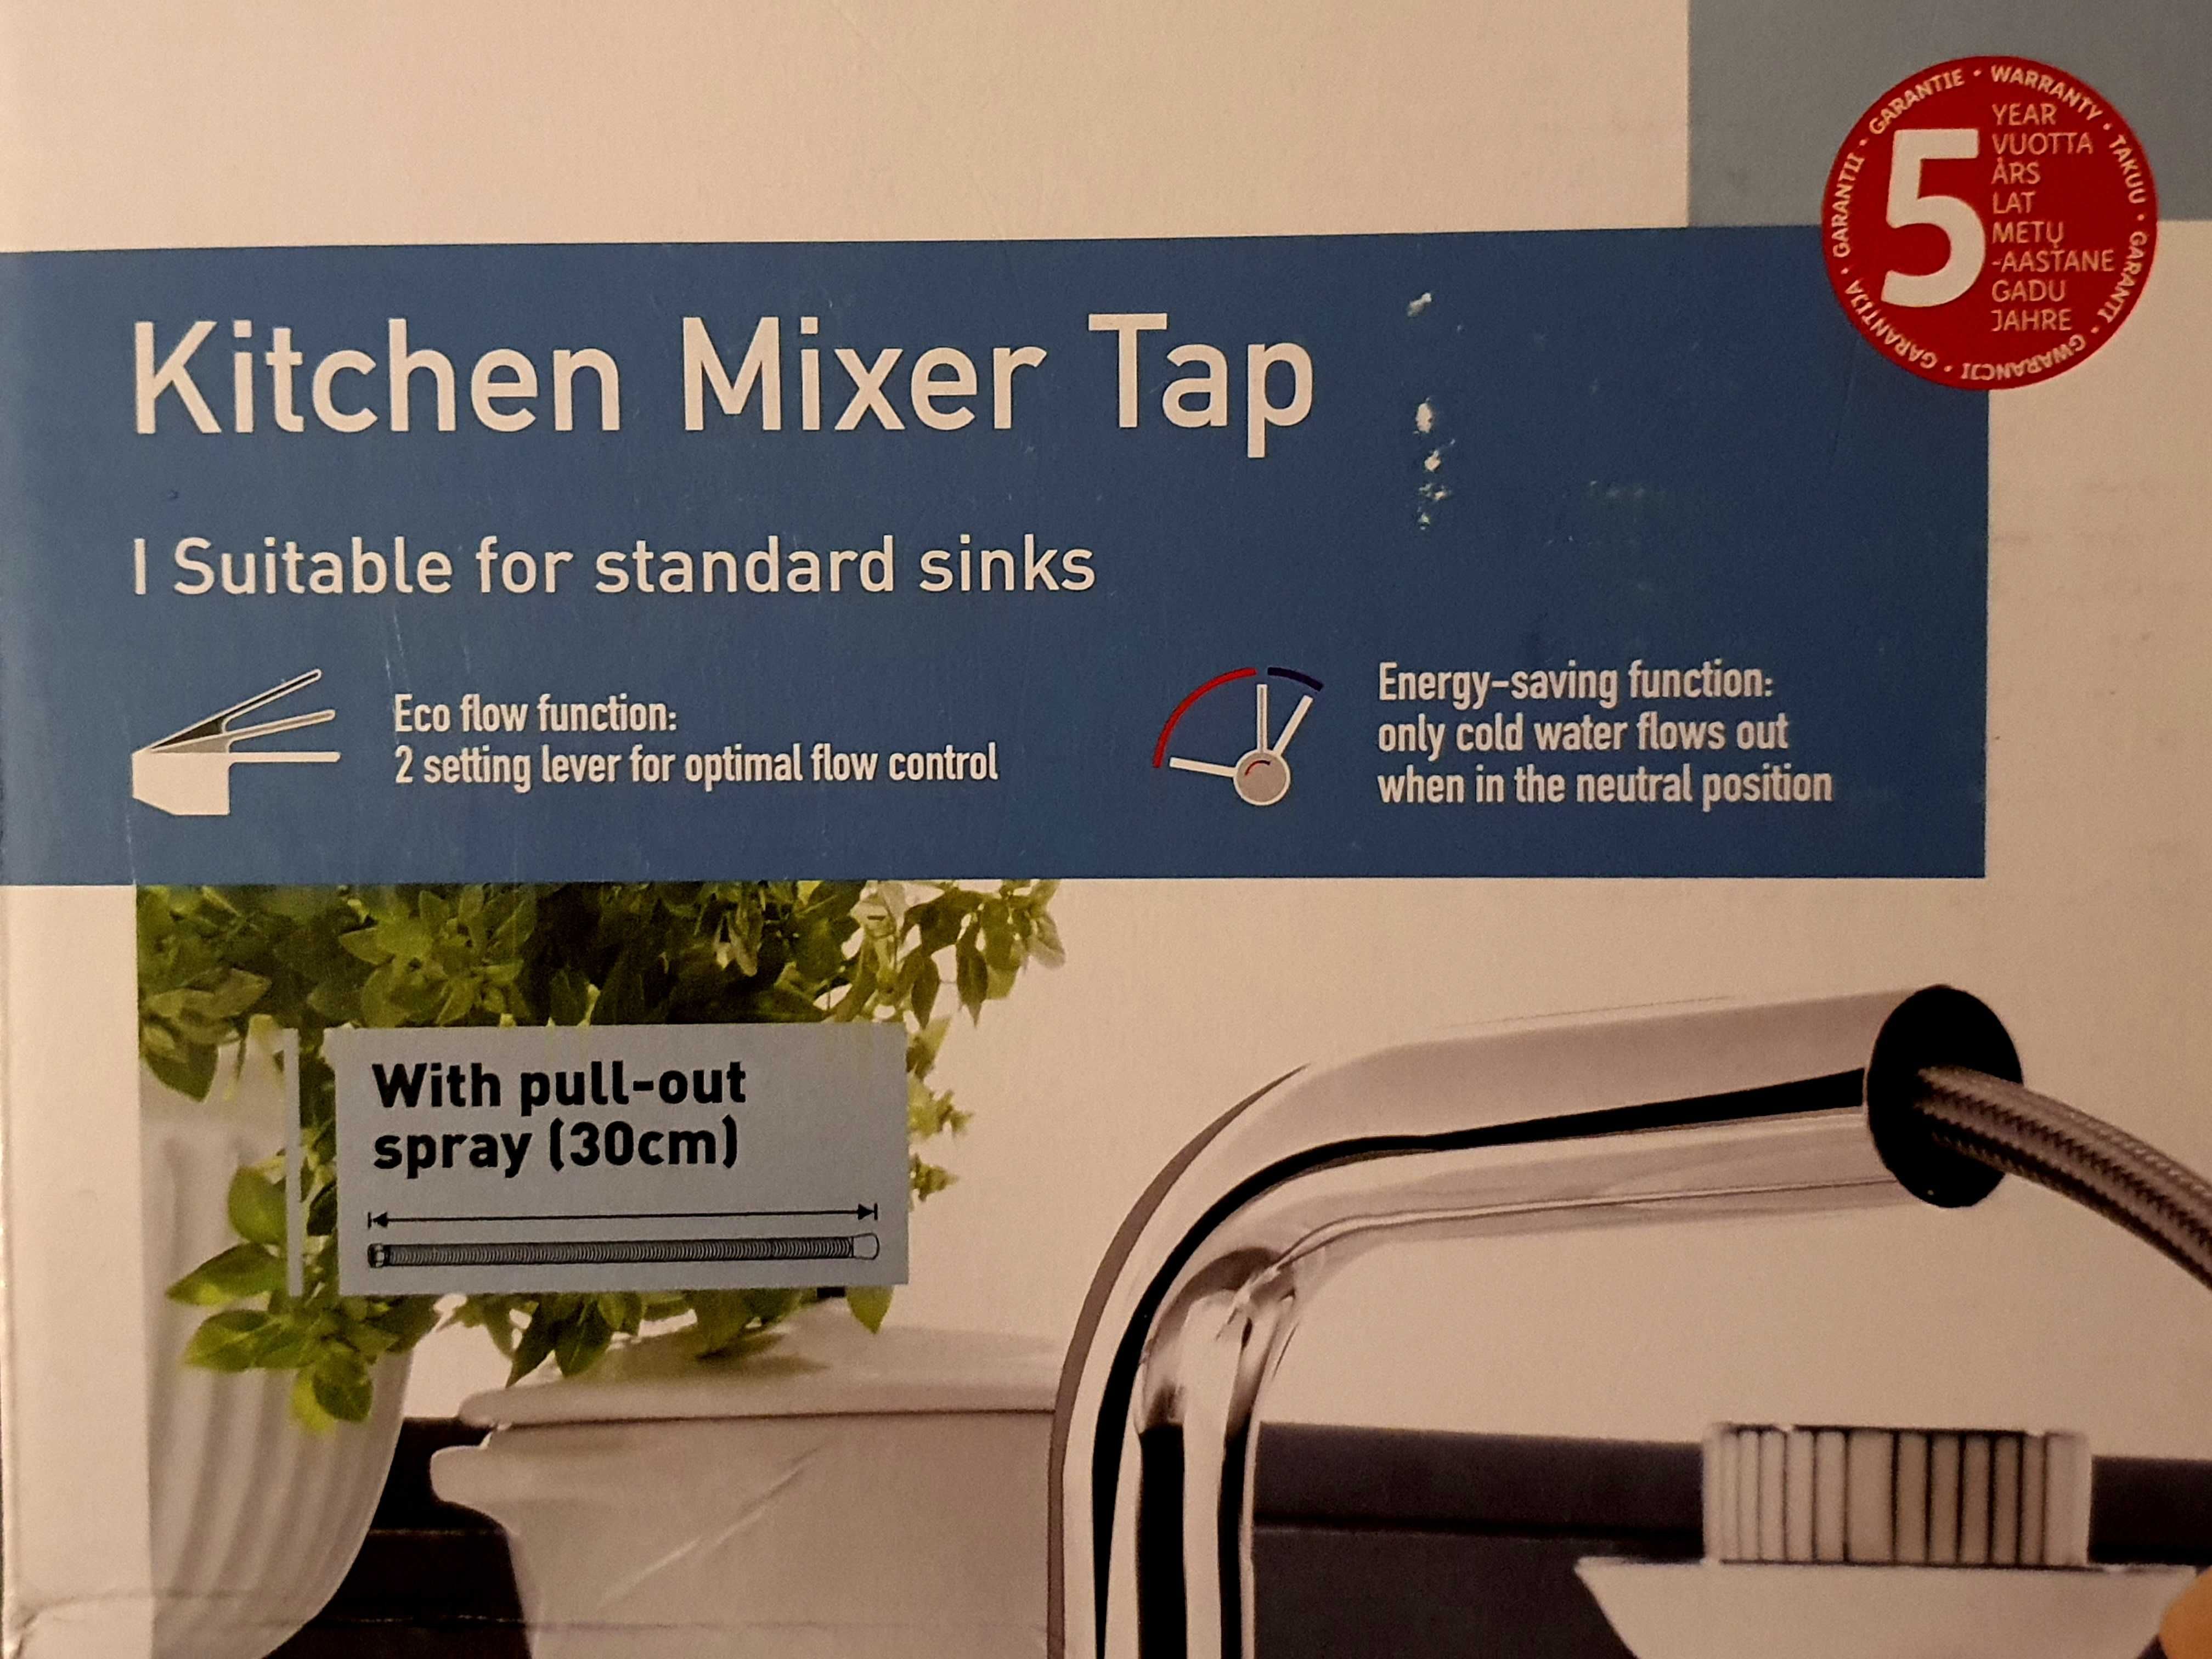 GARANTIE • WARRANTY • TAKUU • GARANTI • GWARANCJI • GARANTIJA • GARANTII •
5
YEAR
VUOTTA
ÅRS
LAT
METŲ
-AASTANE
GADU
JAHRE
Kitchen Mixer Tap
| Suitable for standard sinks
Eco flow function:
2 setting lever for optimal flow control
Energy-saving function:
only cold water flows out
when in the neutral position
With pull-out
spray (30cm)